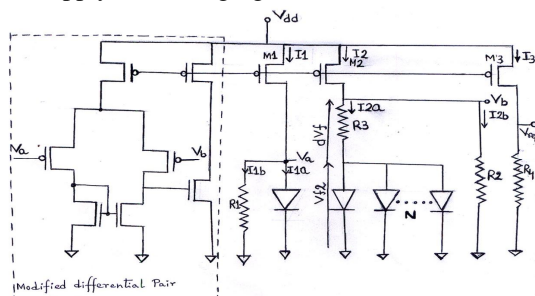 Vdd
M1
I1
I2
M2
M3
I3
Va
Vb
I2a
R3
dVf
Vb
I2b
I1b
Va
I1a
Vf2
R1
N
R2
R4
Modified differential Pair